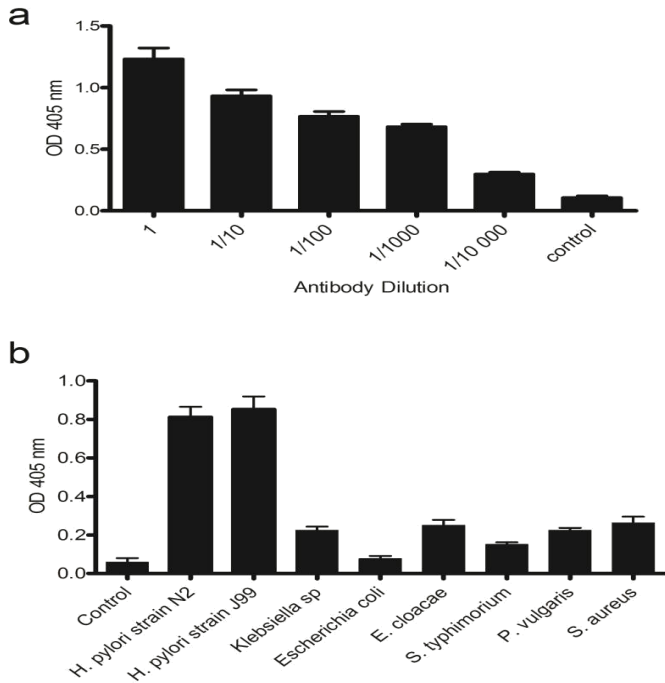 a
1.5
1.0
0.5
0.0
OD 405 nm
1
1/10
1/100
1/1000
1/10 000
control
Antibody Dilution
b
1.0
0.8
0.6
0.4
0.2
0.0
OD 405 nm
Control
H. pylori strain N2
H. pylori strain J99
Klebsiella sp
Escherichia coli
E. cloacae
S. typhimorium
P. vulgaris
S. aureus